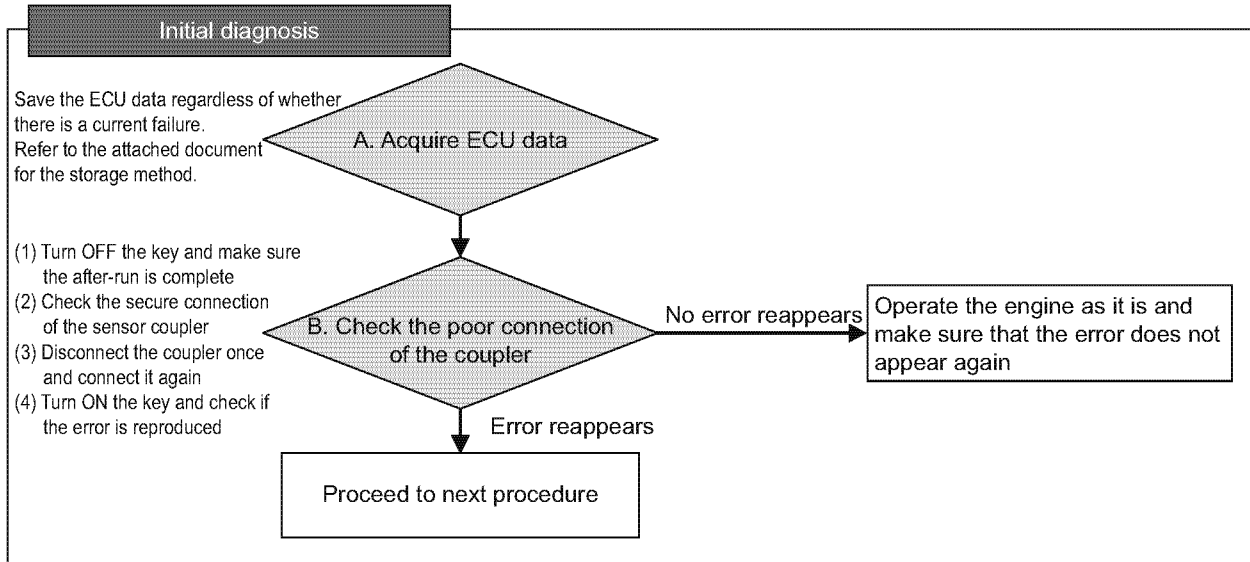 Initial diagnosis
Save the ECU data regardless of whether
there is a current failure.
Refer to the attached document
for the storage method.
A. Acquire ECU data
(1) Turn OFF the key and make sure
the after-run is complete
(2) Check the secure connection
of the sensor coupler
(3) Disconnect the coupler once
and connect it again
(4) Turn ON the key and check if
the error is reproduced
B. Check the poor connection
of the coupler
No error reappears
Operate the engine as it is and
make sure that the error does not
appear again
Error reappears
Proceed to next procedure